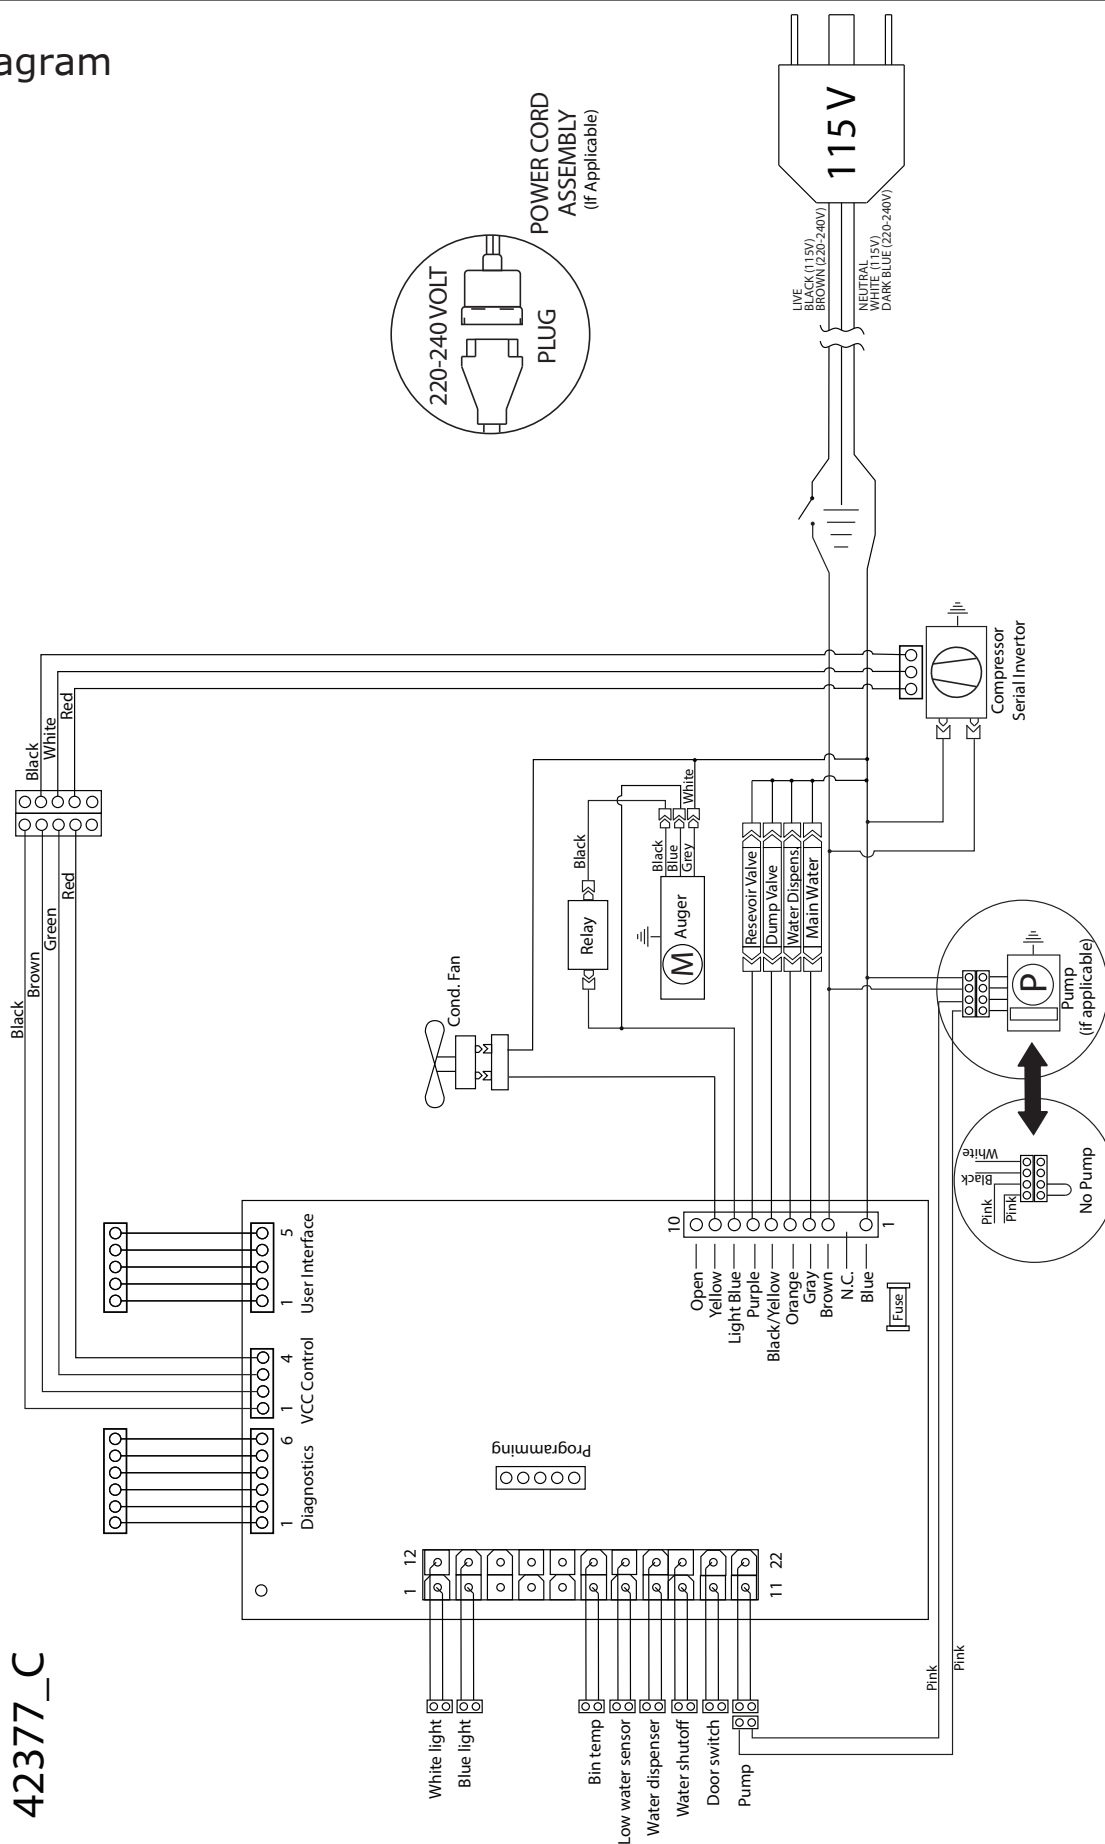 agram
42377_C
POWER CORD
ASSEMBLY
(If Applicable)
220-240 VOLT
PLUG
115 V
LIVE
BLACK (115V)
BROWN (220-240V)
NEUTRAL
WHITE (115V)
DARK BLUE (220-240V)
Black
White
Red
Black
Brown
Green
Red
Compressor
Serial Invertor
Black
Relay
Black
Blue
Grey
White
M
Auger
Cond. Fan
Resevoir Valve
Dump Valve
Water Dispens.
Main Water
P
Pump
(if applicable)
White
Black
Pink
Pink
No Pump
1
5
User Interface
1
4
VCC Control
1
6
Diagnostics
Programming
10
1
Open
Yellow
Light Blue
Purple
Black/Yellow
Orange
Gray
Brown
N.C.
Blue
Fuse
1
12
11
22
White light
Blue light
Bin temp
Low water sensor
Water dispenser
Water shutoff
Door switch
Pump
Pink
Pink